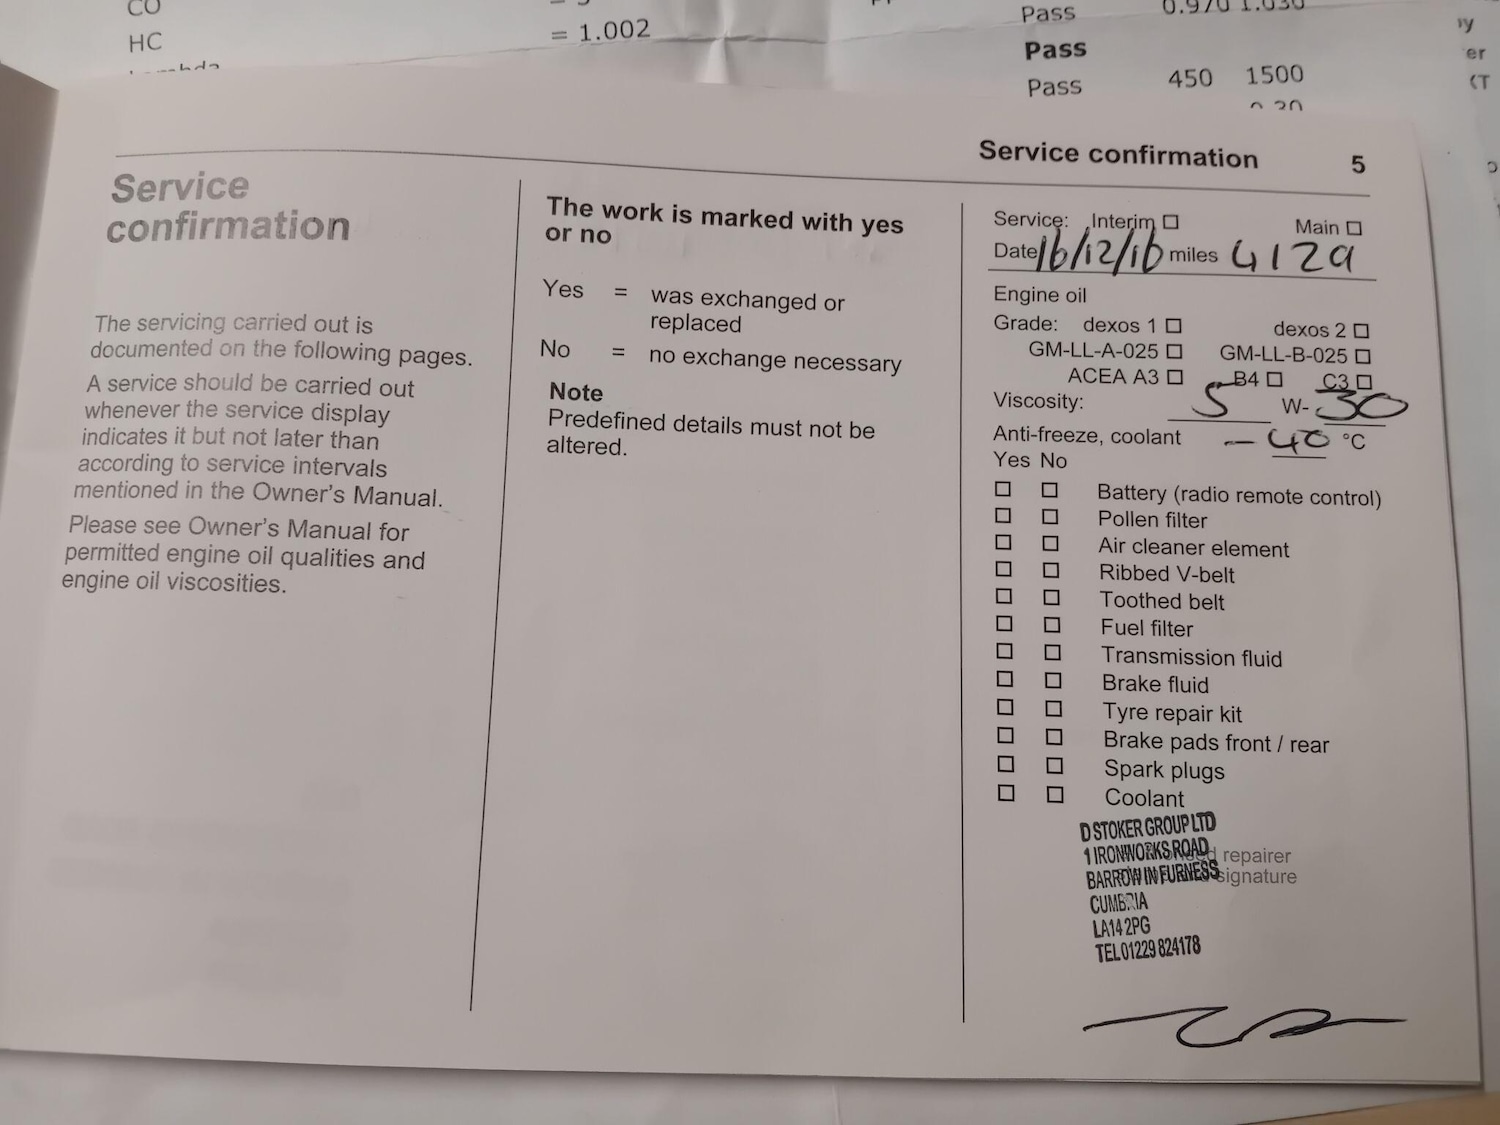 CO
HC
= 1.002
Pass 0.970 1.030
Pass
Pass 450 1500
0.20
er
Service confirmation 5
Service
confirmation
The servicing carried out is
documented on the following pages.
A service should be carried out
whenever the service display
indicates it but not later than
according to service intervals
mentioned in the Owner's Manual.
Please see Owner's Manual for
permitted engine oil qualities and
engine oil viscosities.
The work is marked with yes
or no
Yes = was exchanged or
replaced
No = no exchange necessary
Note
Predefined details must not be
altered.
Service: Interim ☐ Main ☐
Date 16/12/16 miles 4129
Engine oil
Grade: dexos 1 ☐ dexos 2 ☐
GM-LL-A-025 ☐ GM-LL-B-025 ☐
ACEA A3 ☐ B4 ☐ C3 ☐
Viscosity: 5 W- 30
Anti-freeze, coolant -40 °C
Yes No
☐ ☐ Battery (radio remote control)
☐ ☐ Pollen filter
☐ ☐ Air cleaner element
☐ ☐ Ribbed V-belt
☐ ☐ Toothed belt
☐ ☐ Fuel filter
☐ ☐ Transmission fluid
☐ ☐ Brake fluid
☐ ☐ Tyre repair kit
☐ ☐ Brake pads front / rear
☐ ☐ Spark plugs
☐ ☐ Coolant
D STOKER GROUP LTD
1 IRONWORKS ROAD
repairer
BARROW IN FURNESS
signature
CUMBRIA
LA14 2PG
TEL 01229 824178